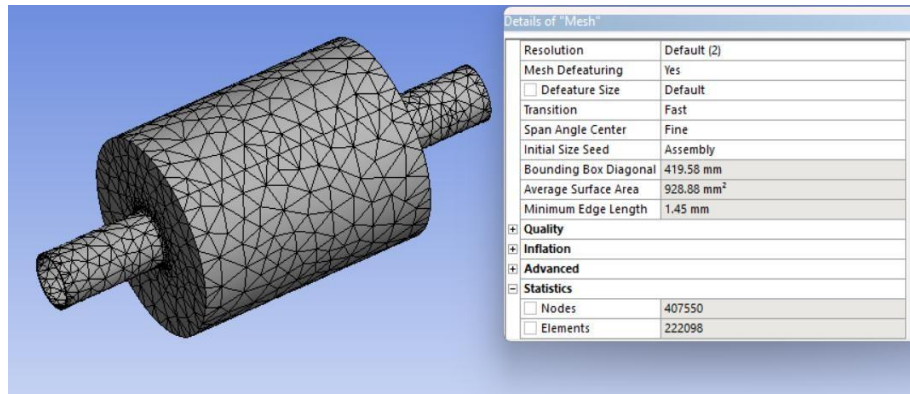 Details of "Mesh"
Resolution Default (2)
Mesh Defeaturing Yes
Defeature Size Default
Transition Fast
Span Angle Center Fine
Initial Size Seed Assembly
Bounding Box Diagonal 419.58 mm
Average Surface Area 928.88 mm²
Minimum Edge Length 1.45 mm
Quality
Inflation
Advanced
Statistics
Nodes 407550
Elements 222098